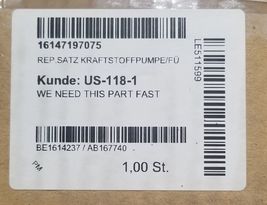 16147197075
REP.SATZ KRAFTSTOFFPUMPE/FÜ
Kunde: US-118-1
WE NEED THIS PART FAST
LE511599
BE1614237 / AB167740
PM
1,00 St.